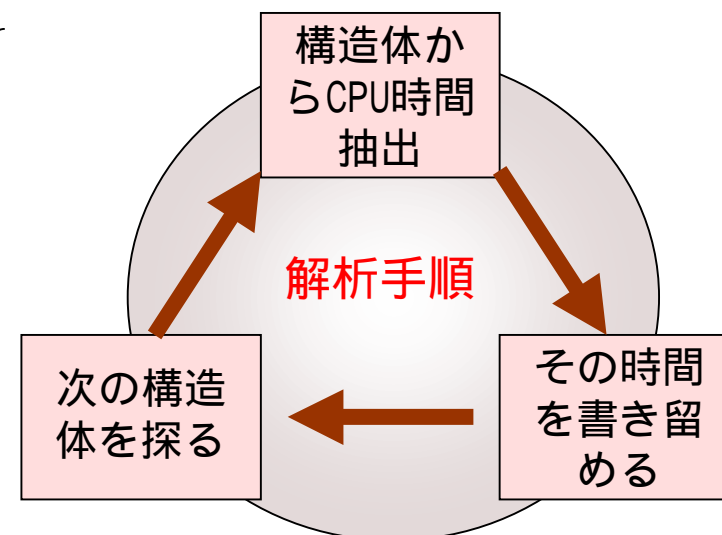 構造体か
らCPU時間
抽出
解析手順
次の構造
体を探る
その時間
を書き留
める